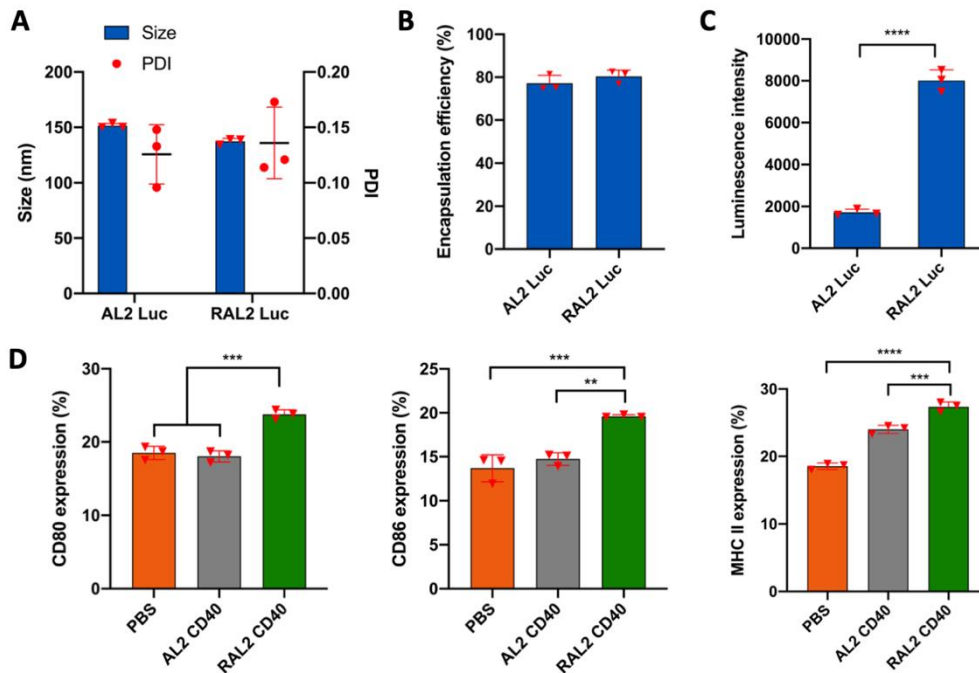 A
Size
PDI
Size (nm)
200
150
100
50
0
0.20
0.15
0.10
0.05
0.00
PDI
AL2 Luc
RAL2 Luc
B
Encapsulation efficiency (%)
100
80
60
40
20
0
AL2 Luc
RAL2 Luc
C
Luminescence intensity
10000
8000
6000
4000
2000
0
****
AL2 Luc
RAL2 Luc
D
CD80 expression (%)
30
20
10
0
***
PBS
AL2 CD40
RAL2 CD40
CD86 expression (%)
25
20
15
10
5
0
***
**
PBS
AL2 CD40
RAL2 CD40
MHC II expression (%)
30
20
10
0
****
***
PBS
AL2 CD40
RAL2 CD40